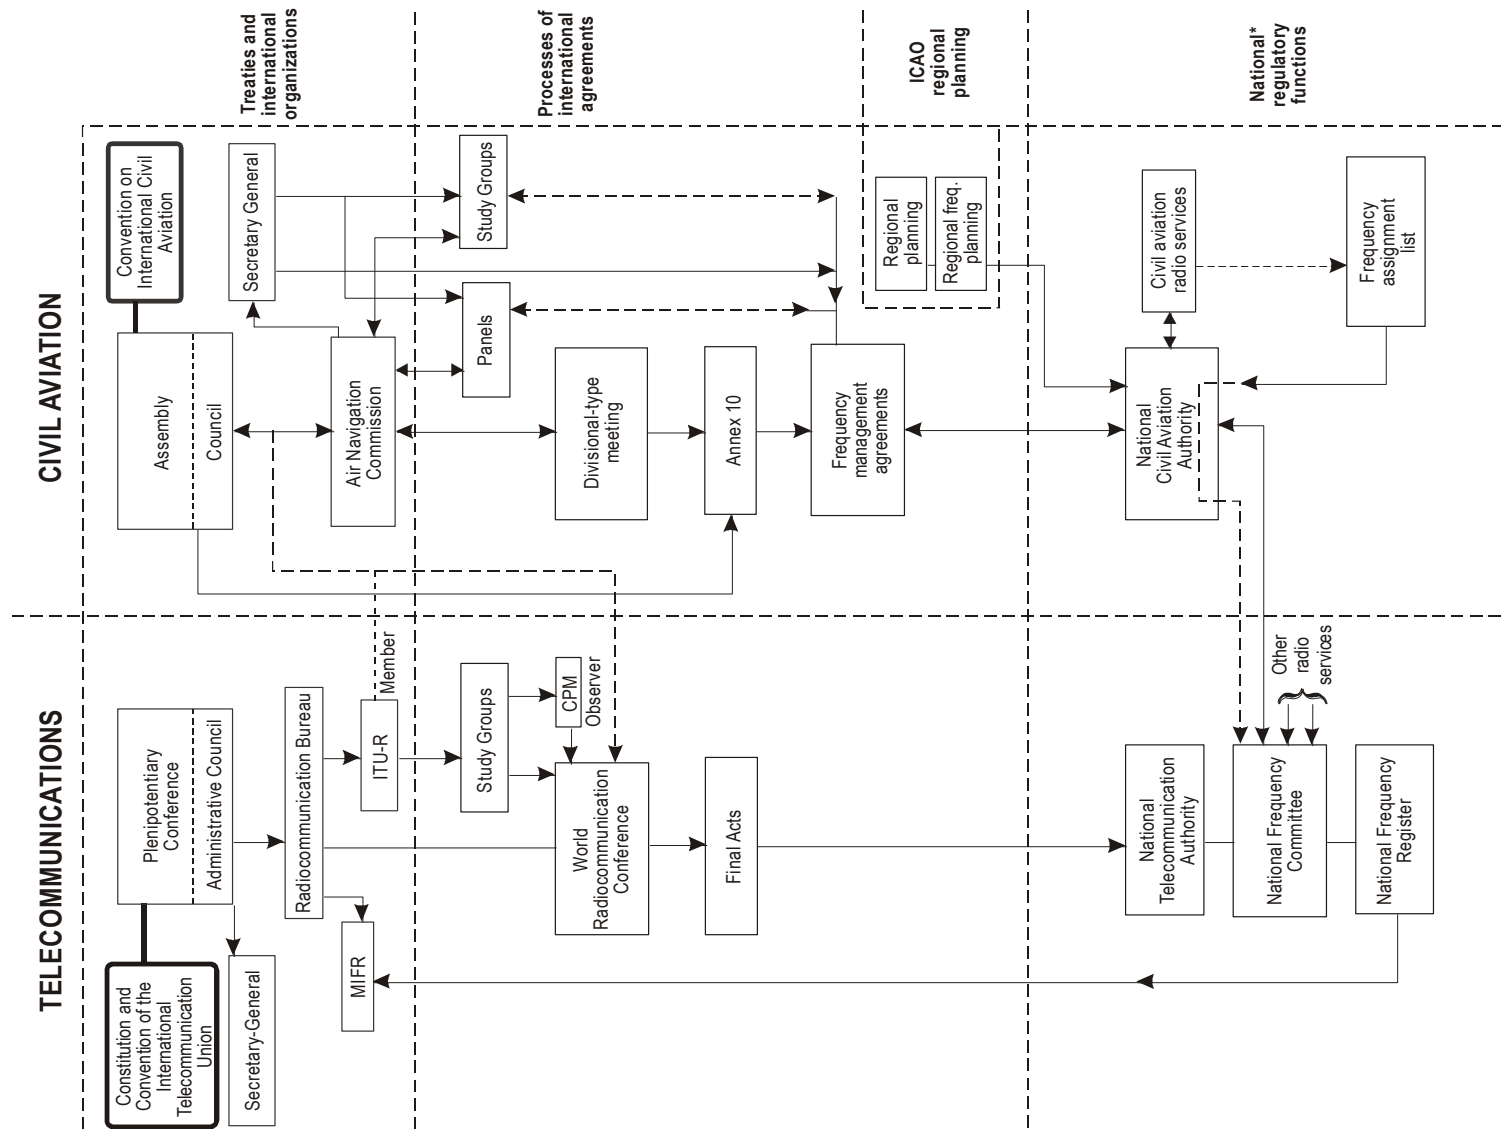 TELECOMMUNICATIONS
CIVIL AVIATION
Treaties and
international
organizations
Constitution and
Convention of the
International
Telecommunication
Union
Plenipotentiary
Conference
Administrative Council
Secretary-General
Radiocommunication Bureau
MIFR
ITU-R
Member
Convention on
International Civil
Aviation
Assembly
Council
Secretary General
Air Navigation
Commission
Processes of
international
agreements
Study Groups
CPM
Observer
World
Radiocommunication
Conference
Final Acts
Study Groups
Panels
Divisional-type
meeting
Annex 10
Frequency
management
agreements
ICAO
regional
planning
Regional
planning
Regional freq.
planning
National*
regulatory
functions
National
Telecommunication
Authority
National Frequency
Committee
National Frequency
Register
Other
radio
services
National
Civil Aviation
Authority
Civil aviation
radio services
Frequency
assignment
list